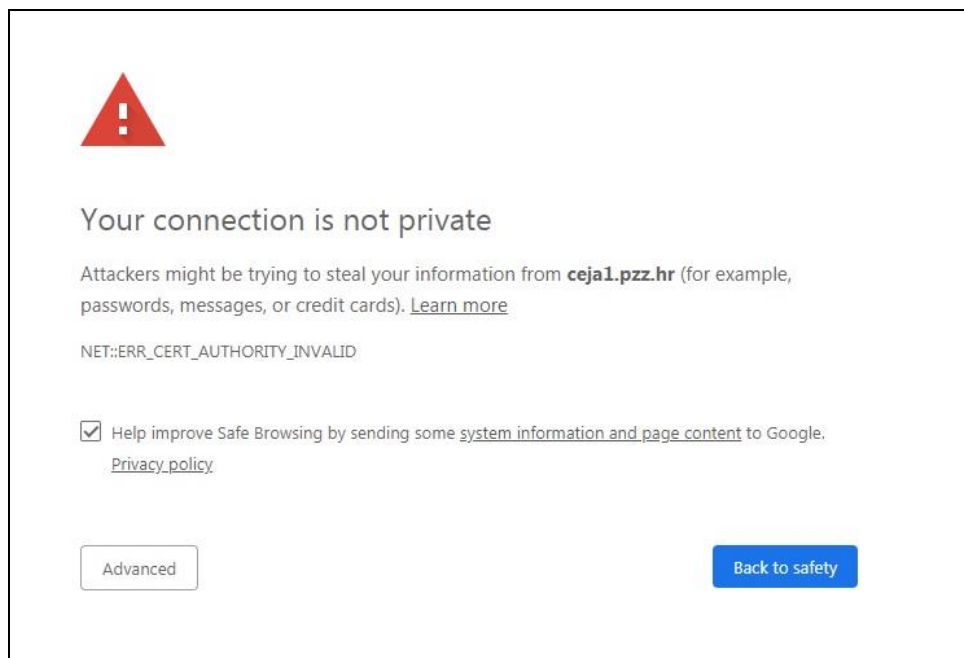 Your connection is not private
Attackers might be trying to steal your information from ceja1.pzz.hr (for example,
passwords, messages, or credit cards). Learn more
NET::ERR_CERT_AUTHORITY_INVALID
Help improve Safe Browsing by sending some system information and page content to Google.
Privacy policy
Advanced
Back to safety